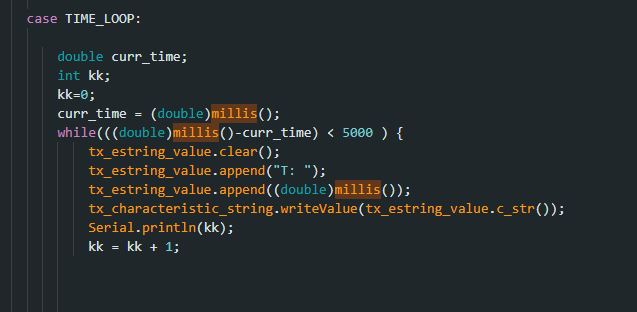 case TIME_LOOP:
double curr_time;
int kk;
kk=0;
curr_time = (double)millis();
while(((double)millis()-curr_time) < 5000 ) {
tx_estring_value.clear();
tx_estring_value.append("T: ");
tx_estring_value.append((double)millis());
tx_characteristic_string.writeValue(tx_estring_value.c_str());
Serial.println(kk);
kk = kk + 1;